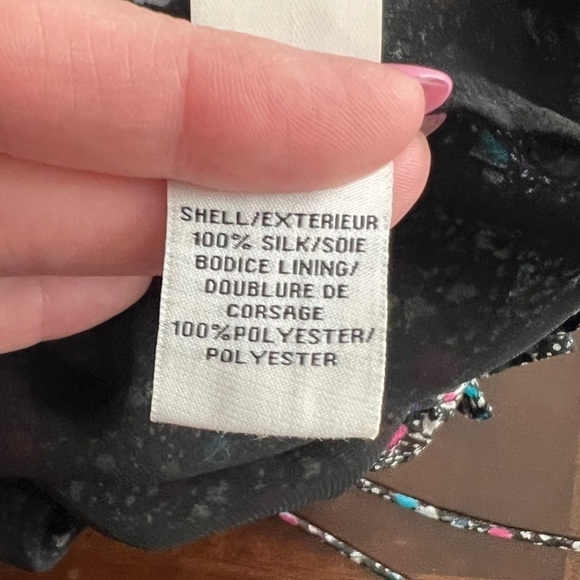 SHELL/EXTERIEUR
100% SILK/SOIE
BODICE LINING/
DOUBLURE DE
CORSAGE
100%POLYESTER/
POLYESTER